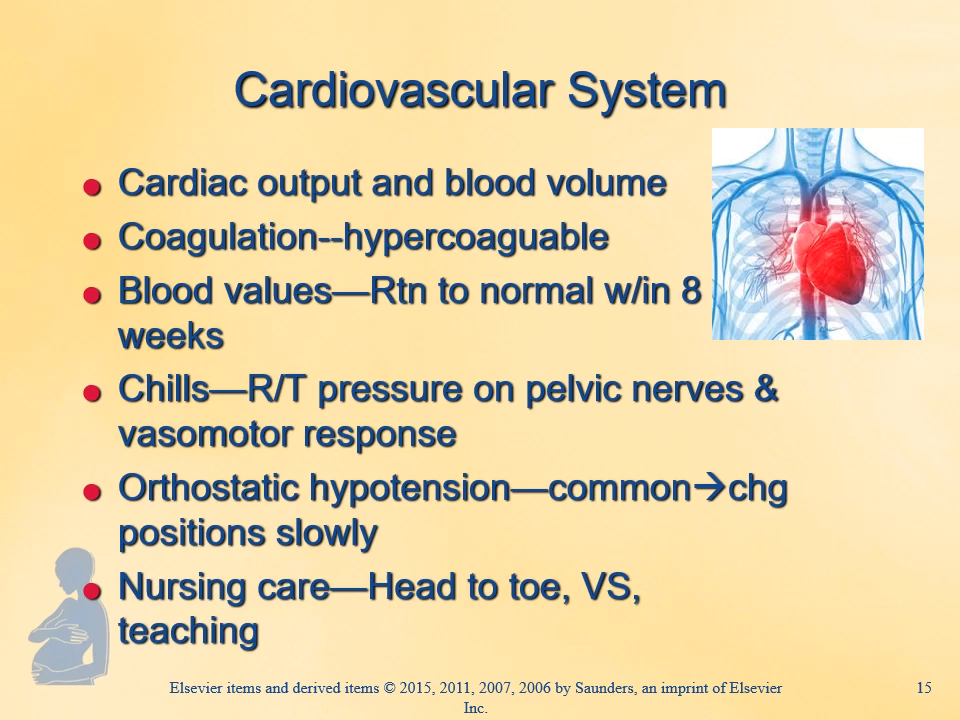 Cardiovascular System
Cardiac output and blood volume
Coagulation--hypercoaguable
Blood values—Rtn to normal w/in 8
weeks
Chills—R/T pressure on pelvic nerves &
vasomotor response
Orthostatic hypotension—common→chg
positions slowly
Nursing care—Head to toe, VS,
teaching
Elsevier items and derived items © 2015, 2011, 2007, 2006 by Saunders, an imprint of Elsevier
Inc.
15